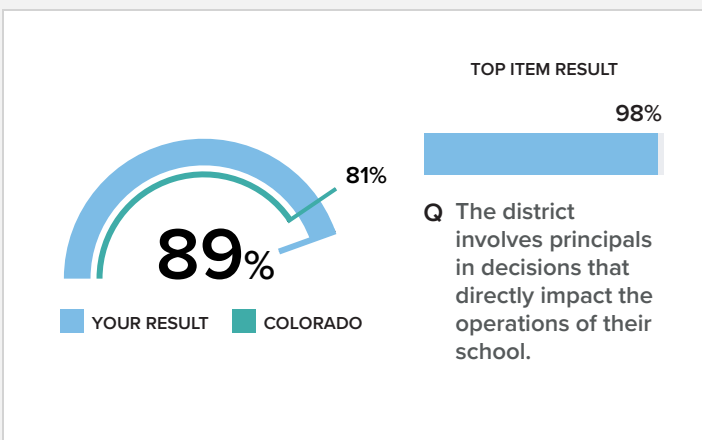 81%
89%
YOUR RESULT
COLORADO
TOP ITEM RESULT
98%
Q The district
involves principals
in decisions that
directly impact the
operations of their
school.